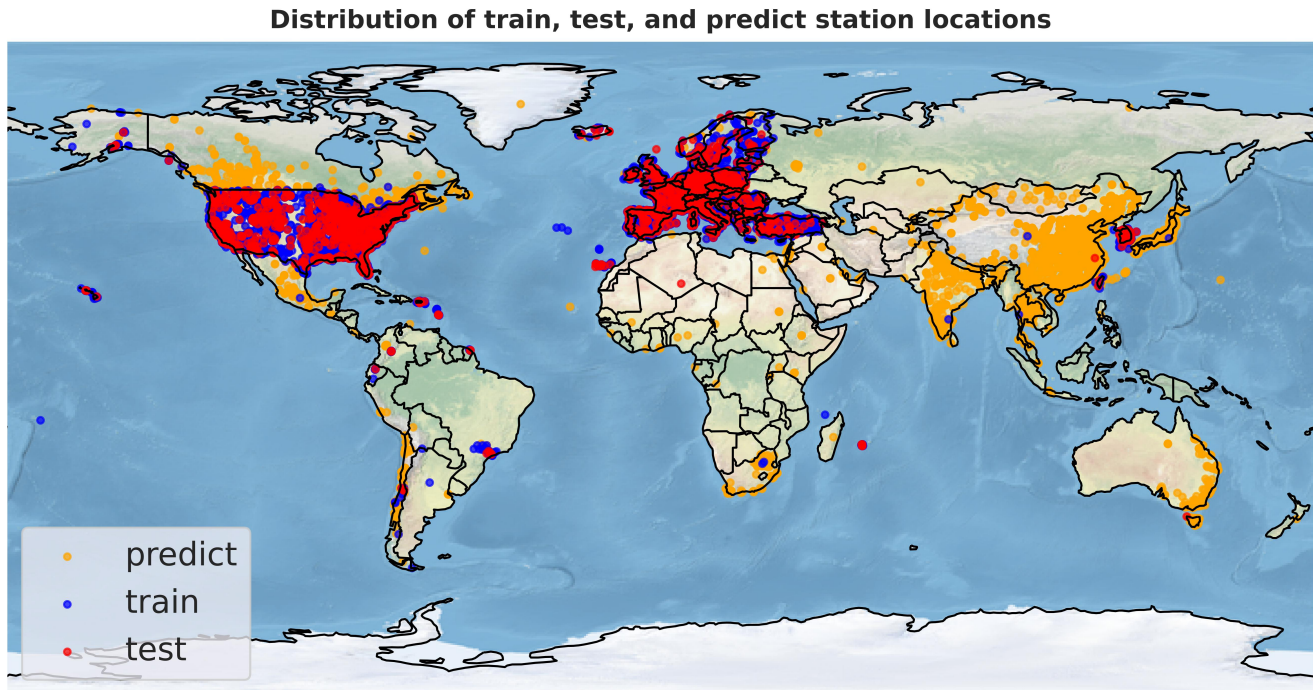 Distribution of train, test, and predict station locations
predict
train
test